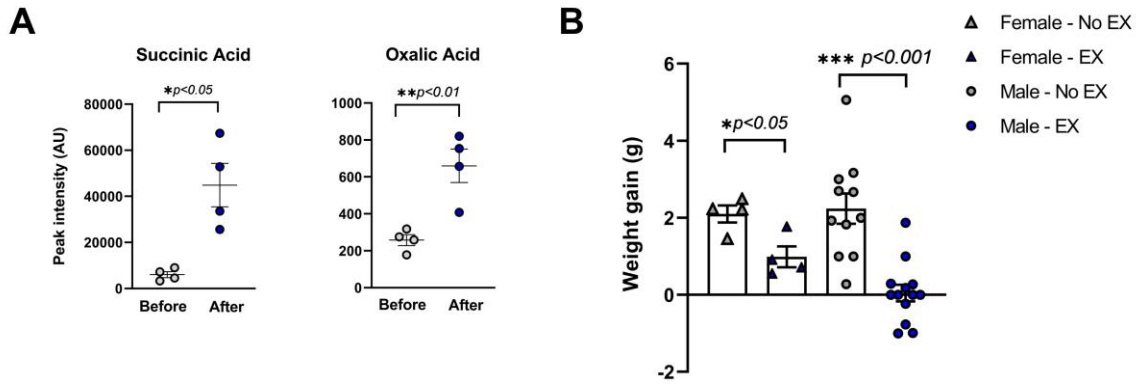 A
Succinic Acid
*p<0.05
Peak intensity (AU)
80000
60000
40000
20000
0
Before After
Oxalic Acid
**p<0.01
1000
800
600
400
200
0
Before After
B
Weight gain (g)
6
4
2
0
-2
*p<0.05
*** p<0.001
Female - No EX
Female - EX
Male - No EX
Male - EX